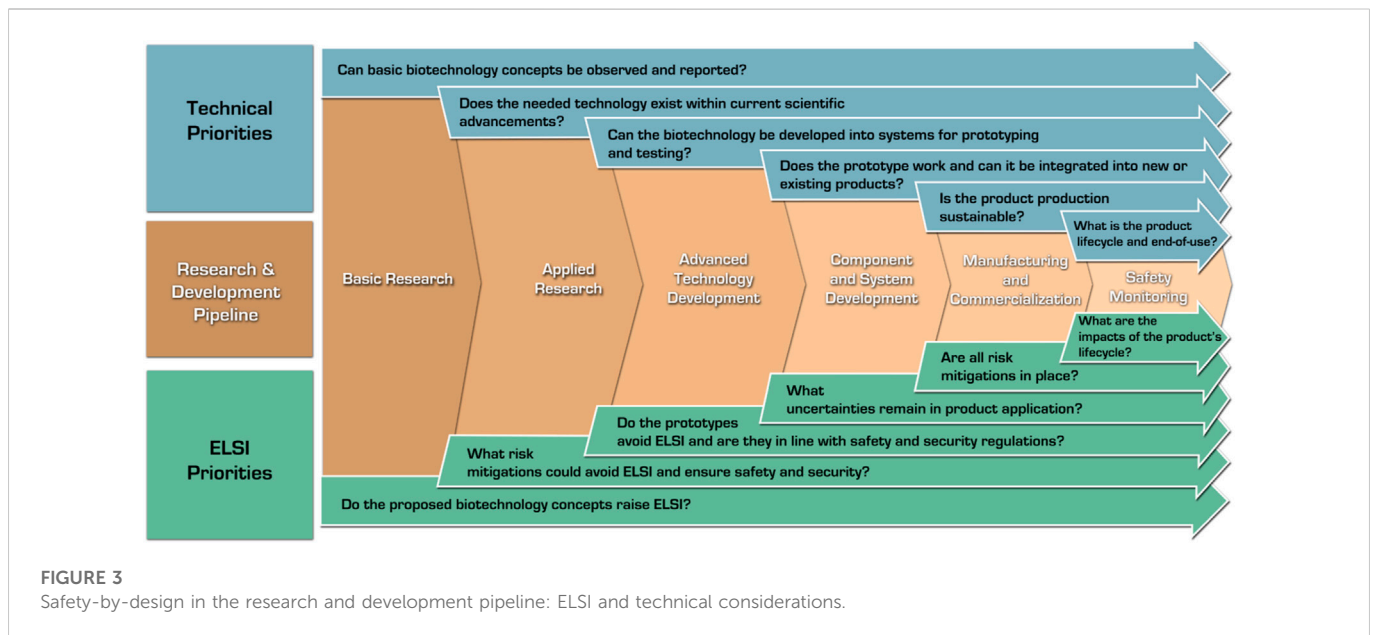 Technical
Priorities
Can basic biotechnology concepts be observed and reported?
Does the needed technology exist within current scientific
advancements?
Can the biotechnology be developed into systems for prototyping
and testing?
Does the prototype work and can it be integrated into new or
existing products?
Is the product production
sustainable?
What is the product
lifecycle and end-of-use?
Research &
Development
Pipeline
Basic Research
Applied
Research
Advanced
Technology
Development
Component
and System
Development
Manufacturing
and
Commercialization
Safety
Monitoring
ELSI
Priorities
What are the
impacts of the product's
lifecycle?
Are all risk
mitigations in place?
What
uncertainties remain in product application?
Do the prototypes
avoid ELSI and are they in line with safety and security regulations?
What risk
mitigations could avoid ELSI and ensure safety and security?
Do the proposed biotechnology concepts raise ELSI?
FIGURE 3
Safety-by-design in the research and development pipeline: ELSI and technical considerations.